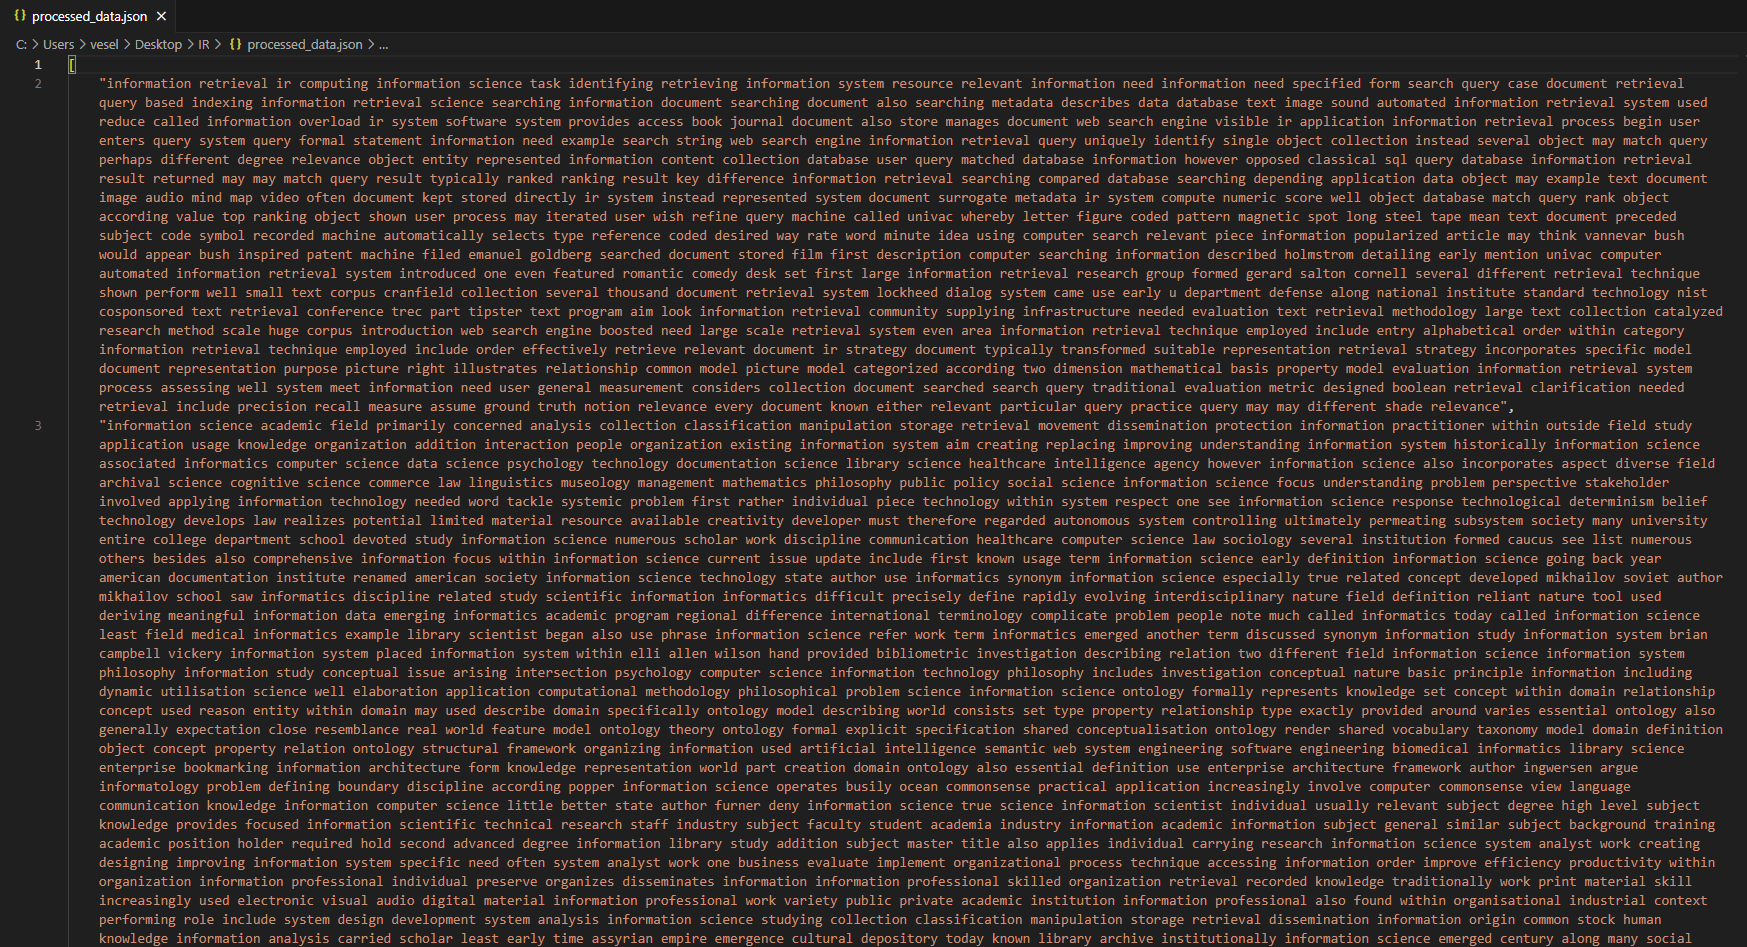 {} processed_data.json ×
C: > Users > vesel > Desktop > IR > {} processed_data.json > ...
1 [
2 "information retrieval ir computing information science task identifying retrieving information system resource relevant information need information need specified form search query case document retrieval
query based indexing information retrieval science searching information document searching document also searching metadata describes data database text image sound automated information retrieval system used
reduce called information overload ir system software system provides access book journal document also store manages document web search engine visible ir application information retrieval process begin user
enters query system query formal statement information need example search string web search engine information retrieval query uniquely identify single object collection instead several object may match query
perhaps different degree relevance object entity represented information content collection database user query matched database information however opposed classical sql query database information retrieval
result returned may may match query result typically ranked ranking result key difference information retrieval searching compared database searching depending application data object may example text document
image audio mind map video often document kept stored directly ir system instead represented system document surrogate metadata ir system compute numeric score well object database match query rank object
according value top ranking object shown user process may iterated user wish refine query machine called univac whereby letter figure coded pattern magnetic spot long steel tape mean text document preceded
subject code symbol recorded machine automatically selects type reference coded desired way rate word minute idea using computer search relevant piece information popularized article may think vannevar bush
would appear bush inspired patent machine filed emanuel goldberg searched document stored film first description computer searching information described holmstrom detailing early mention univac computer
automated information retrieval system introduced one even featured romantic comedy desk set first large information retrieval research group formed gerard salton cornell several different retrieval technique
shown perform well small text corpus cranfield collection several thousand document retrieval system lockheed dialog system came use early u department defense along national institute standard technology nist
cosponsored text retrieval conference trec part tipster text program aim look information retrieval community supplying infrastructure needed evaluation text retrieval methodology large text collection catalyzed
research method scale huge corpus introduction web search engine boosted need large scale retrieval system even area information retrieval technique employed include entry alphabetical order within category
information retrieval technique employed include order effectively retrieve relevant document ir strategy document typically transformed suitable representation retrieval strategy incorporates specific model
document representation purpose picture right illustrates relationship common model picture model categorized according two dimension mathematical basis property model evaluation information retrieval system
process assessing well system meet information need user general measurement considers collection document searched search query traditional evaluation metric designed boolean retrieval clarification needed
retrieval include precision recall measure assume ground truth notion relevance every document known either relevant particular query practice query may may different shade relevance",
3 "information science academic field primarily concerned analysis collection classification manipulation storage retrieval movement dissemination protection information practitioner within outside field study
application usage knowledge organization addition interaction people organization existing information system aim creating replacing improving understanding information system historically information science
associated informatics computer science data science psychology technology documentation science library science healthcare intelligence agency however information science also incorporates aspect diverse field
archival science cognitive science commerce law linguistics museology management mathematics philosophy public policy social science information science focus understanding problem perspective stakeholder
involved applying information technology needed word tackle systemic problem first rather individual piece technology within system respect one see information science response technological determinism belief
technology develops law realizes potential limited material resource available creativity developer must therefore regarded autonomous system controlling ultimately permeating subsystem society many university
entire college department school devoted study information science numerous scholar work discipline communication healthcare computer science law sociology several institution formed caucus see list numerous
others besides also comprehensive information focus within information science current issue update include first known usage term information science early definition information science going back year
american documentation institute renamed american society information science technology state author use informatics synonym information science especially true related concept developed mikhailov soviet author
mikhailov school saw informatics discipline related study scientific information informatics difficult precisely define rapidly evolving interdisciplinary nature field definition reliant nature tool used
deriving meaningful information data emerging informatics academic program regional difference international terminology complicate problem people note much called informatics today called information science
least field medical informatics example library scientist began also use phrase information science refer work term informatics emerged another term discussed synonym information study information system brian
campbell vickery information system placed information system within elli allen wilson hand provided bibliometric investigation describing relation two different field information science information system
philosophy information study conceptual issue arising intersection psychology computer science information technology philosophy includes investigation conceptual nature basic principle information including
dynamic utilisation science well elaboration application computational methodology philosophical problem science information science ontology formally represents knowledge set concept within domain relationship
concept used reason entity within domain may used describe domain specifically ontology model describing world consists set type property relationship type exactly provided around varies essential ontology also
generally expectation close resemblance real world feature model ontology theory ontology formal explicit specification shared conceptualisation ontology render shared vocabulary taxonomy model domain definition
object concept property relation ontology structural framework organizing information used artificial intelligence semantic web system engineering software engineering biomedical informatics library science
enterprise bookmarking information architecture form knowledge representation world part creation domain ontology also essential definition use enterprise architecture framework author ingwersen argue
informatology problem defining boundary discipline according popper information science operates busily ocean commonsense practical application increasingly involve computer commonsense view language
communication knowledge information computer science little better state author furner deny information science true science information scientist individual usually relevant subject degree high level subject
knowledge provides focused information scientific technical research staff industry subject faculty student academia industry information academic information subject general similar subject background training
academic position holder required hold second advanced degree information library study addition subject master title also applies individual carrying research information science system analyst work creating
designing improving information system specific need often system analyst work one business evaluate implement organizational process technique accessing information order improve efficiency productivity within
organization information professional individual preserve organizes disseminates information information professional skilled organization retrieval recorded knowledge traditionally work print material skill
increasingly used electronic visual audio digital material information professional work variety public private academic institution information professional also found within organisational industrial context
performing role include system design development system analysis information science studying collection classification manipulation storage retrieval dissemination information origin common stock human
knowledge information analysis carried scholar least early time assyrian empire emergence cultural depository today known library archive institutionally information science emerged century along many social